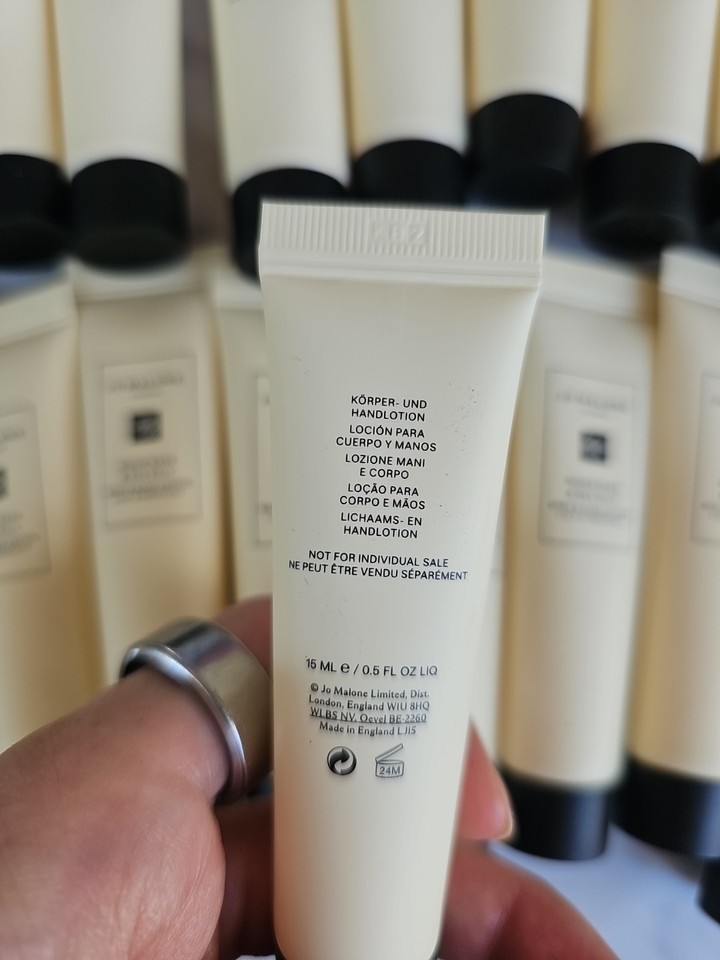 KÖRPER- UND
HANDLOTION
LOCIÓN PARA
CUERPO Y MANOS
LOZIONE MANI
E CORPO
LOÇÃO PARA
CORPO E MÃOS
LICHAAMS- EN
HANDLOTION
NOT FOR INDIVIDUAL SALE
NE PEUT ÊTRE VENDU SÉPARÉMENT
15 ML e / 0.5 FL OZ LIQ
© Jo Malone Limited, Dist.
London, England W1U 8HQ
WLBS NV, Oevel BE-2260
Made in England LJ15
24M